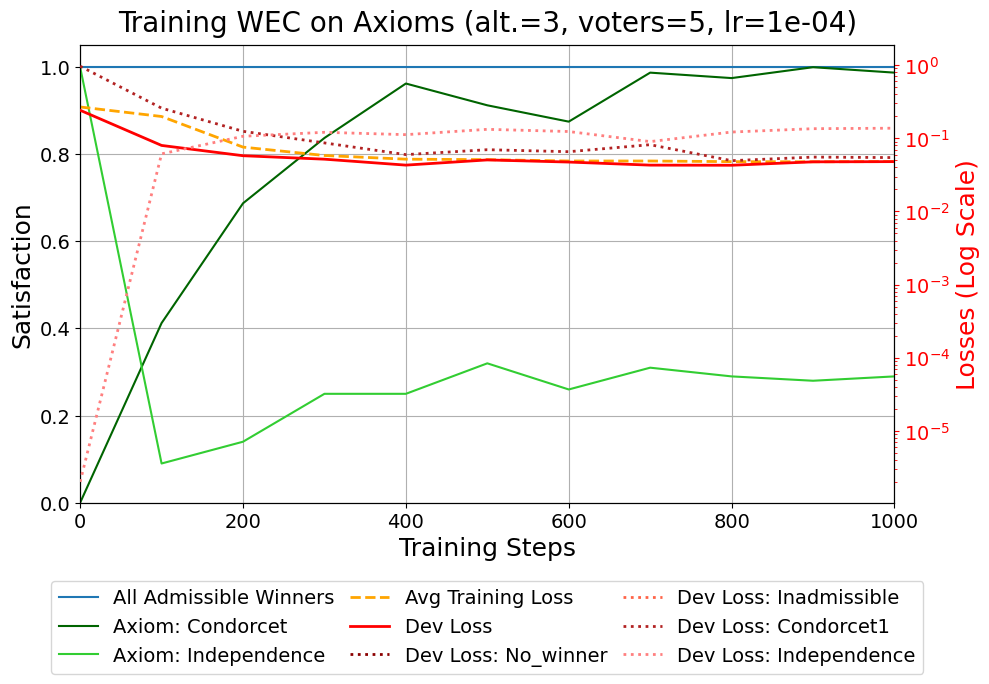 Training WEC on Axioms (alt.=3, voters=5, lr=1e-04)
Satisfaction
1.0
0.8
0.6
0.4
0.2
0.0
0 200 400 600 800 1000
Training Steps
10^0
10^-1
10^-2
10^-3
10^-4
10^-5
Losses (Log Scale)
All Admissible Winners
Axiom: Condorcet
Axiom: Independence
Avg Training Loss
Dev Loss
Dev Loss: No_winner
Dev Loss: Inadmissible
Dev Loss: Condorcet1
Dev Loss: Independence